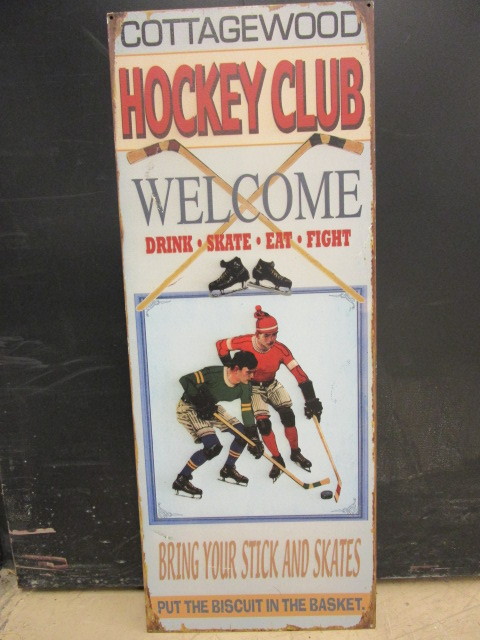 COTTAGEWOOD
HOCKEY CLUB
WELCOME
DRINK • SKATE • EAT • FIGHT
BRING YOUR STICK AND SKATES
PUT THE BISCUIT IN THE BASKET.